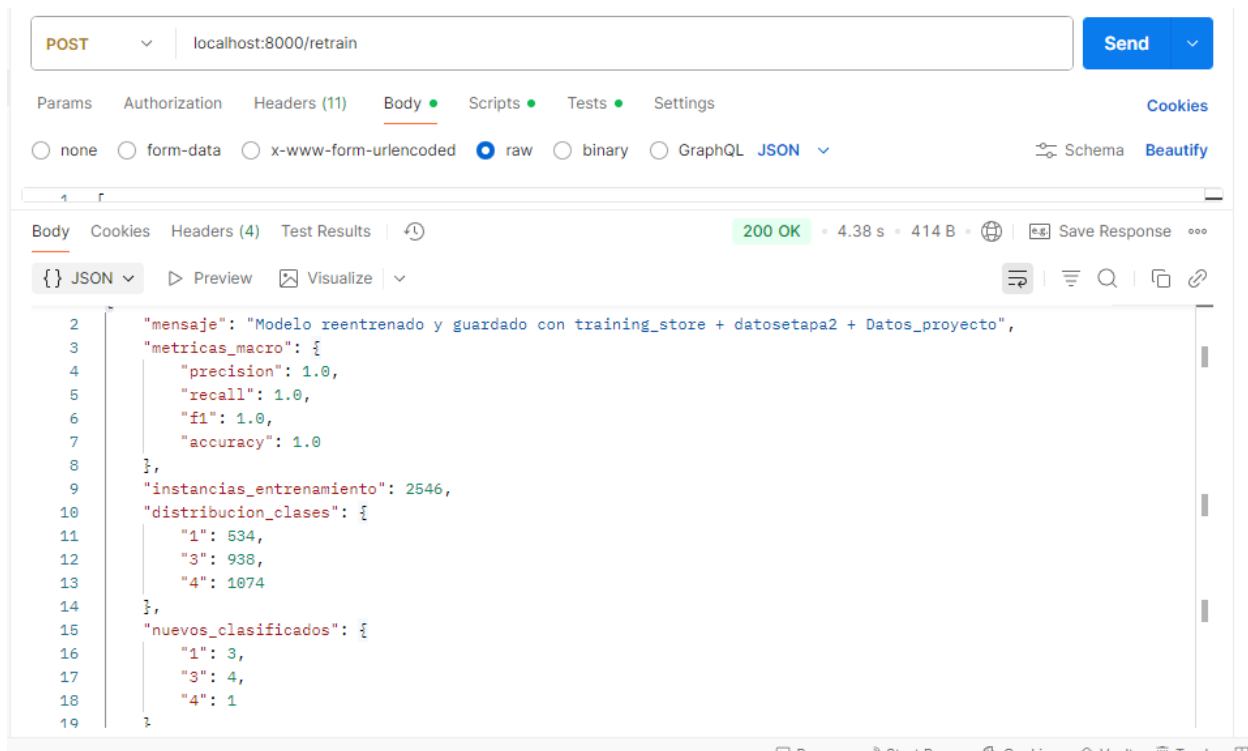 POST localhost:8000/retrain Send
Params Authorization Headers (11) Body Scripts Tests Settings Cookies
none form-data x-www-form-urlencoded raw binary GraphQL JSON Schema Beautify
1 [
Body Cookies Headers (4) Test Results 200 OK 4.38 s 414 B e.g. Save Response
{} JSON Preview Visualize
2 "mensaje": "Modelo reentrenado y guardado con training_store + datosetapa2 + Datos_proyecto",
3 "metricas_macro": {
4 "precision": 1.0,
5 "recall": 1.0,
6 "f1": 1.0,
7 "accuracy": 1.0
8 },
9 "instancias_entrenamiento": 2546,
10 "distribucion_clases": {
11 "1": 534,
12 "3": 938,
13 "4": 1074
14 },
15 "nuevos_clasificados": {
16 "1": 3,
17 "3": 4,
18 "4": 1
19 }